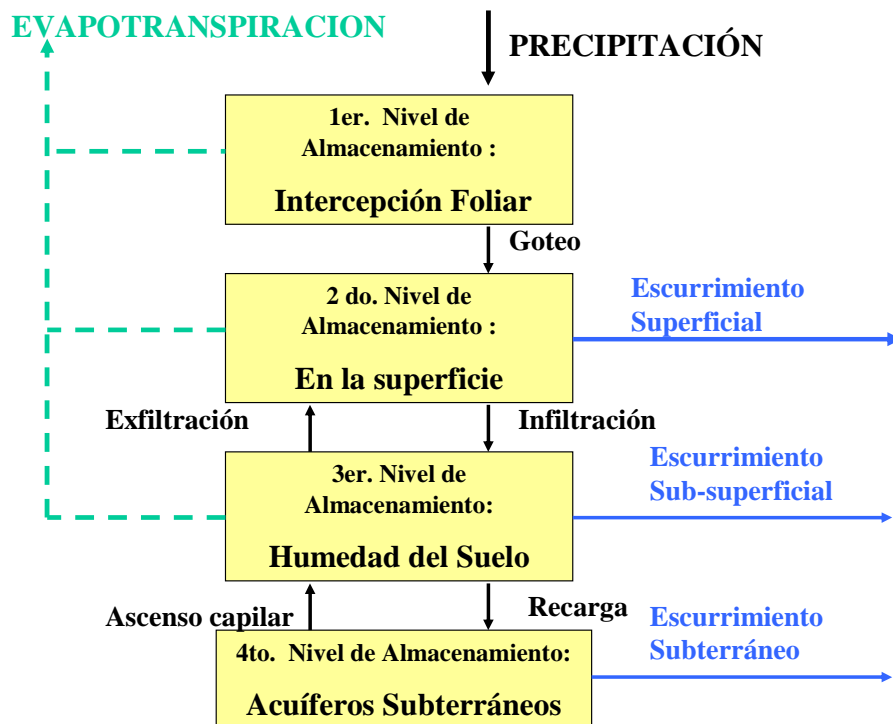 EVAPOTRANSPIRACION
PRECIPITACIÓN
1er. Nivel de
Almacenamiento :
Intercepción Foliar
Goteo
2 do. Nivel de
Almacenamiento :
En la superficie
Escurrimiento
Superficial
Exfiltración
Infiltración
3er. Nivel de
Almacenamiento:
Humedad del Suelo
Escurrimiento
Sub-superficial
Ascenso capilar
Recarga
4to. Nivel de Almacenamiento:
Acuíferos Subterráneos
Escurrimiento
Subterráneo